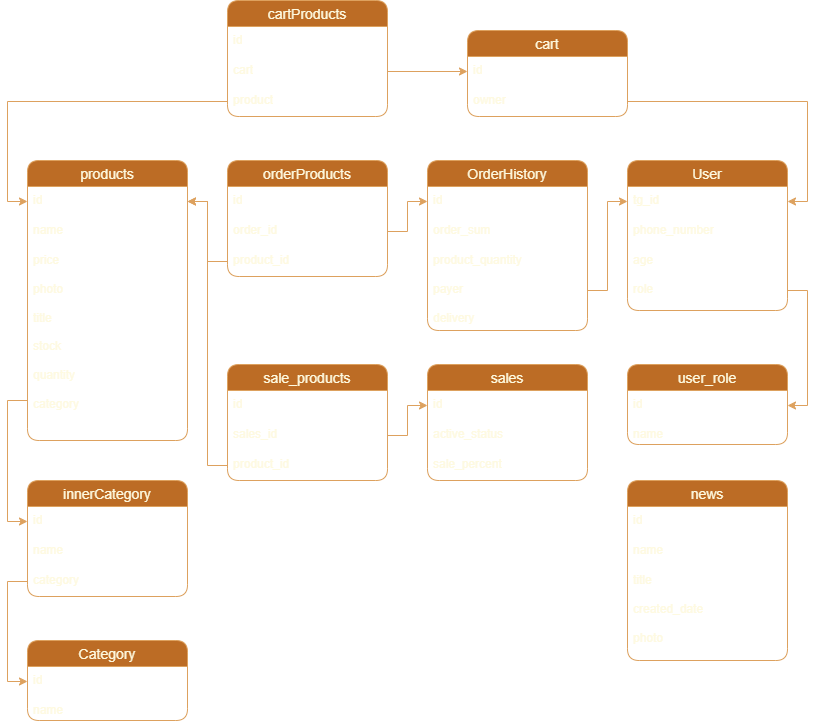 cartProducts
id
cart
product
cart
id
owner
products
id
name
price
photo
title
stock
quantity
category
orderProducts
id
order_id
product_id
OrderHistory
id
order_sum
product_quantity
payer
delivery
User
tg_id
phone_number
age
role
sale_products
id
sales_id
product_id
sales
id
active_status
sale_percent
user_role
id
name
innerCategory
id
name
category
news
id
name
title
created_date
photo
Category
id
name